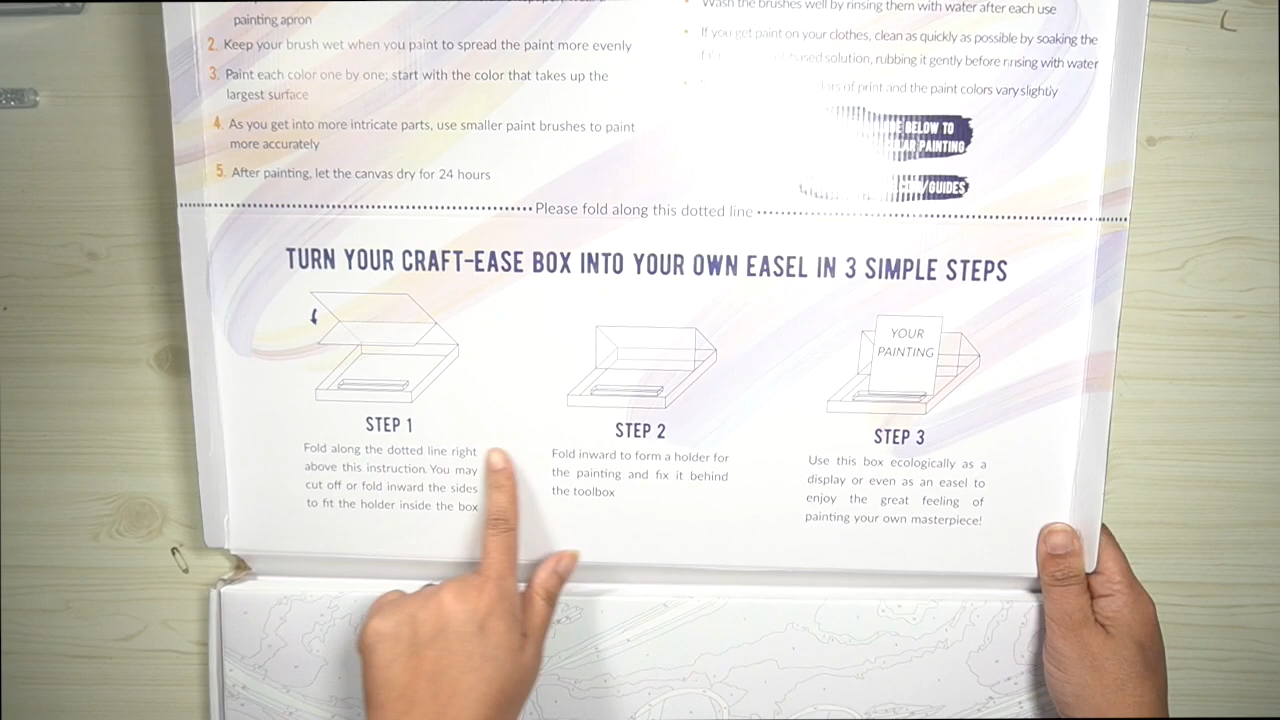 painting apron
2. Keep your brush wet when you paint to spread the paint more evenly
3. Paint each color one by one; start with the color that takes up the
largest surface
4. As you get into more intricate parts, use smaller paint brushes to paint
more accurately
5. After painting, let the canvas dry for 24 hours
Wash the brushes well by rinsing them with water after each use
• If you get paint on your clothes, clean as quickly as possible by soaking the
solution, rubbing it gently before rinsing with water
of print and the paint colors vary slightly
BELOW TO
PAINTING
/GUIDES
Please fold along this dotted line
TURN YOUR CRAFT-EASE BOX INTO YOUR OWN EASEL IN 3 SIMPLE STEPS
YOUR
PAINTING
STEP 1
Fold along the dotted line right
above this instruction. You may
cut off or fold inward the sides
to fit the holder inside the box
STEP 2
Fold inward to form a holder for
the painting and fix it behind
the toolbox
STEP 3
Use this box ecologically as a
display or even as an easel to
enjoy the great feeling of
painting your own masterpiece!